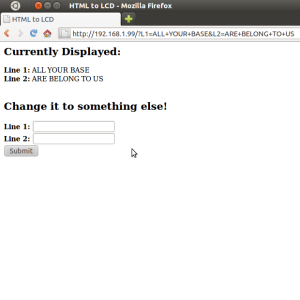 HTML to LCD - Mozilla Firefox
HTML to LCD
http://192.168.1.99/?L1=ALL+YOUR+BASE&L2=ARE+BELONG+TO+US
Currently Displayed:
Line 1: ALL YOUR BASE
Line 2: ARE BELONG TO US
Change it to something else!
Line 1:
Line 2:
Submit